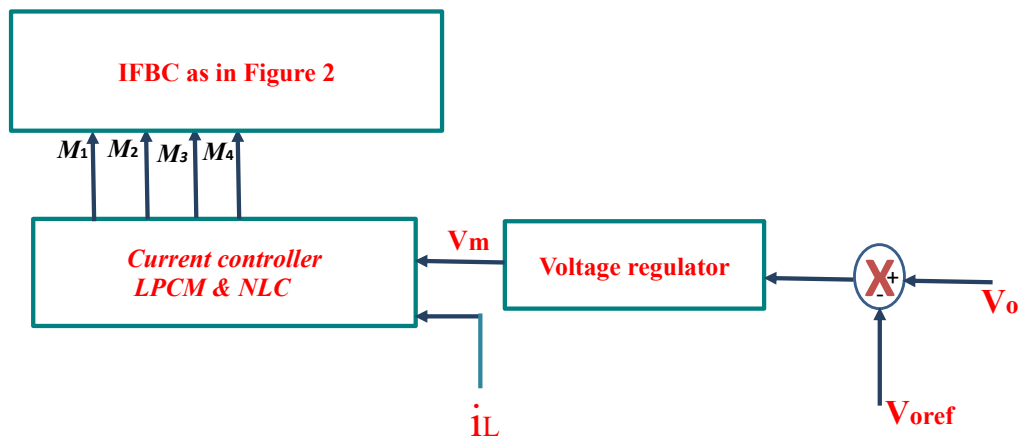 IFBC as in Figure 2
M1 M2 M3 M4
Current controller
LPCM & NLC
Vm
Voltage regulator
X
+
-
Vo
iL
Voref